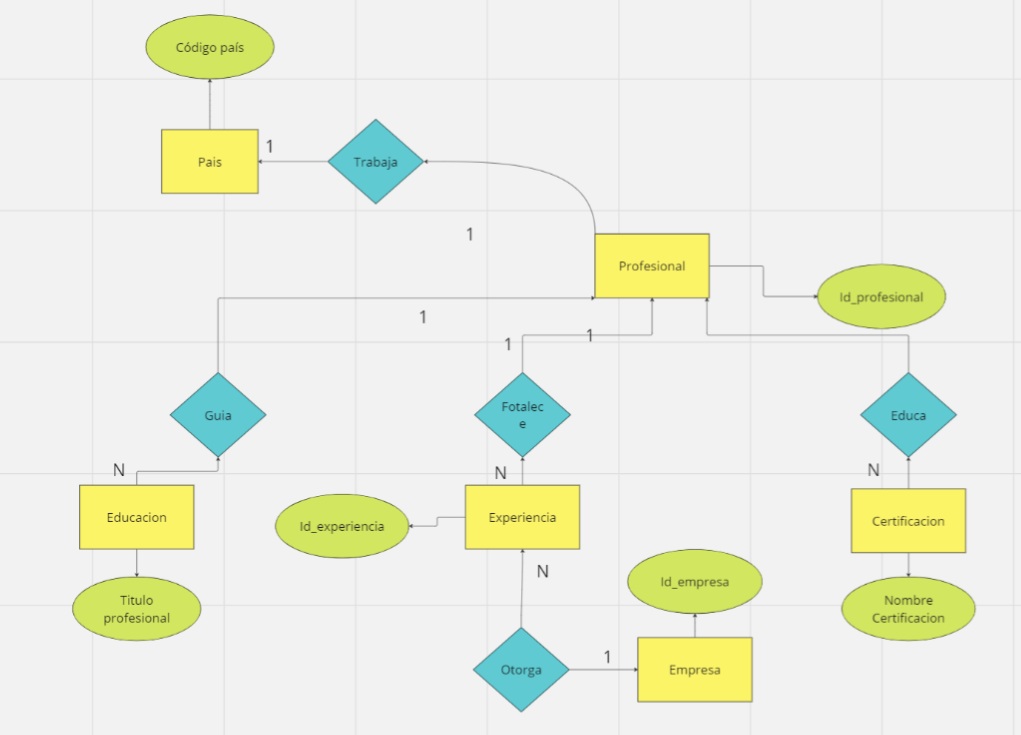 Código país
Pais
1
Trabaja
1
Profesional
Id_profesional
1
1
1
Guia
Fotalec
e
Educa
N
N
N
Educacion
Id_experiencia
Experiencia
Certificacion
N
Titulo
profesional
Id_empresa
Nombre
Certificacion
Otorga
1
Empresa